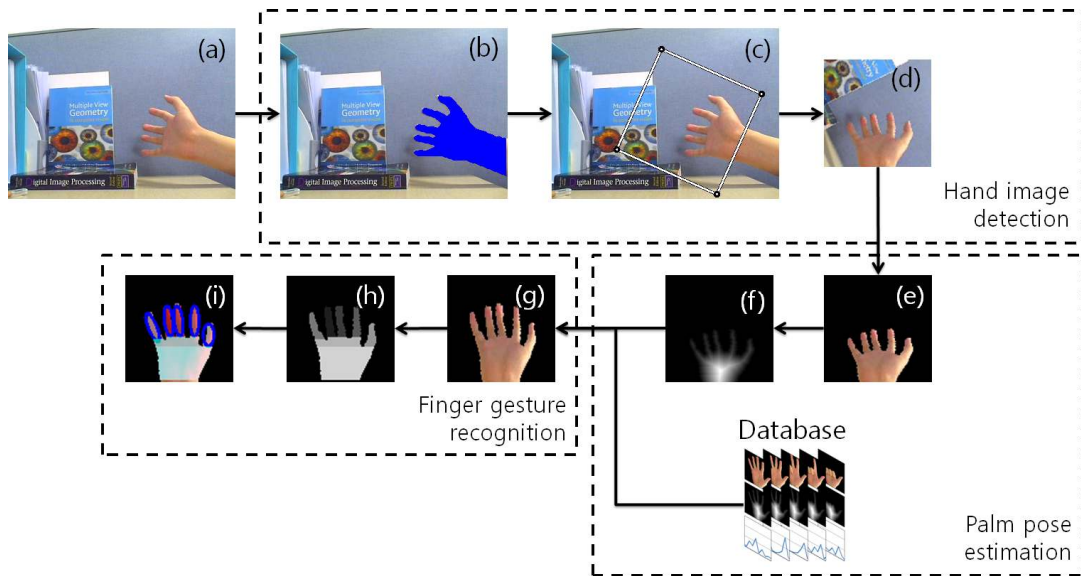 (a)
(b)
(c)
(d)
Multiple View
Geometry
igital Image Processing
Multiple View
Geometry
igital Image Processing
Multiple View
Geometry
igital Image Processing
Hand image
detection
(i)
(h)
(g)
(f)
(e)
Finger gesture
recognition
Database
Palm pose
estimation